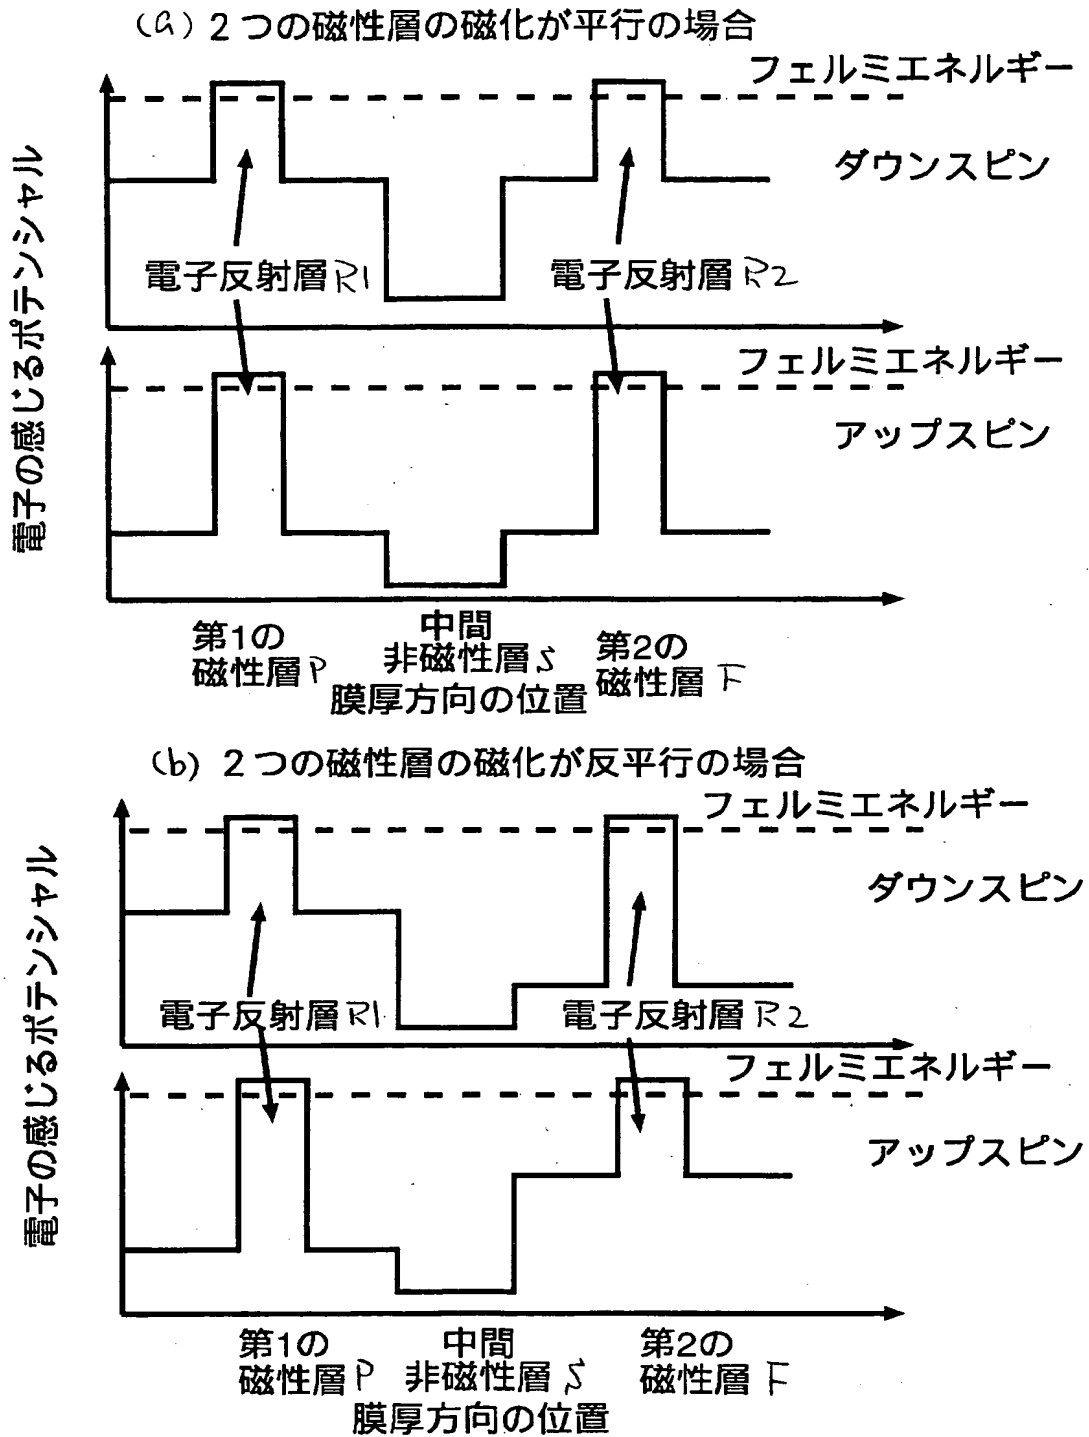 (a) 2つの磁性層の磁化が平行の場合
フェルミエネルギー
ダウンスピン
電子反射層R1
電子反射層R2
電子の感じるポテンシャル
フェルミエネルギー
アップスピン
第1の
磁性層P
中間
非磁性層S
第2の
磁性層F
膜厚方向の位置
(b) 2つの磁性層の磁化が反平行の場合
フェルミエネルギー
ダウンスピン
電子反射層R1
電子反射層R2
電子の感じるポテンシャル
フェルミエネルギー
アップスピン
第1の
磁性層P
中間
非磁性層S
第2の
磁性層F
膜厚方向の位置